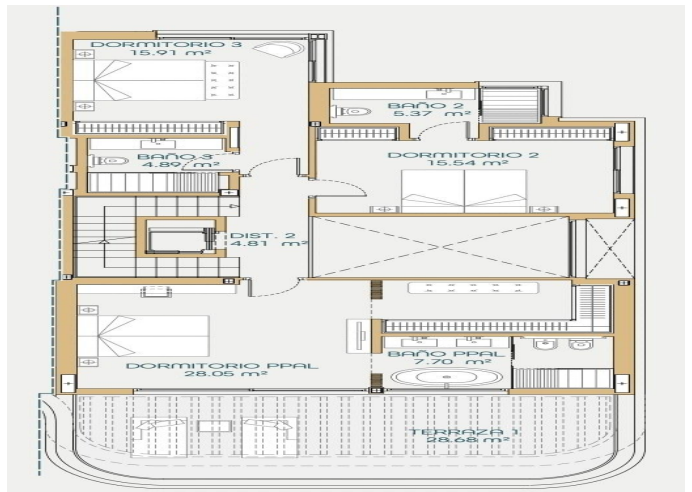 DORMITORIO 3
15.91 m²
BAÑO 2
5.37 m²
BAÑO 3
4.89 m²
DORMITORIO 2
15.54 m²
DIST. 2
4.81 m²
BAÑO PPAL
7.70 m²
DORMITORIO PPAL
28.05 m²
TERRAZA 1
28.68 m²